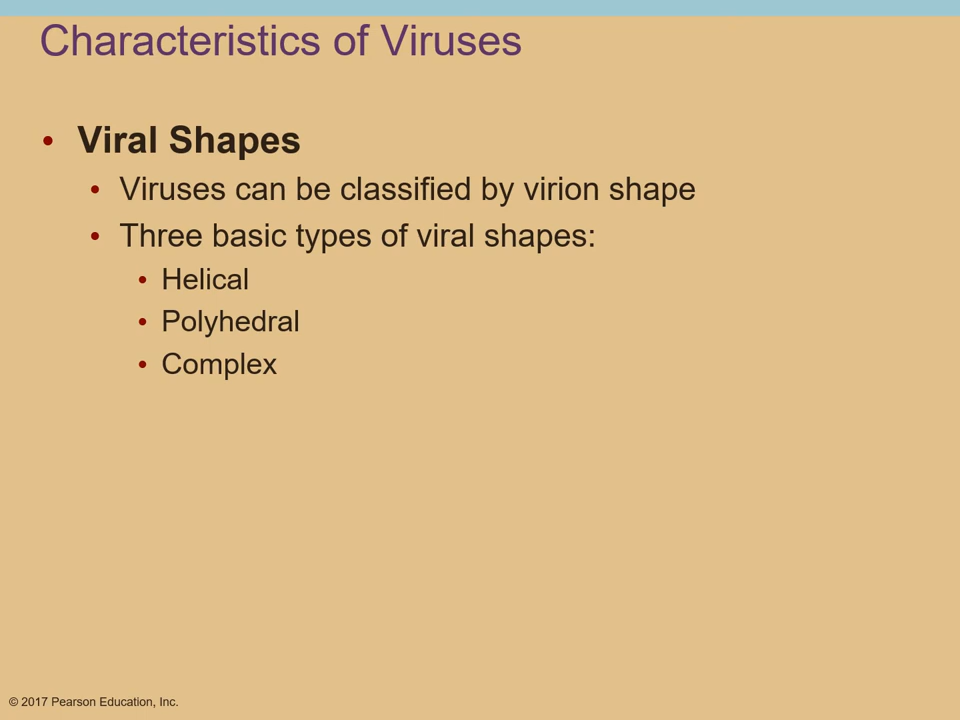 Characteristics of Viruses
• Viral Shapes
• Viruses can be classified by virion shape
• Three basic types of viral shapes:
• Helical
• Polyhedral
• Complex
© 2017 Pearson Education, Inc.